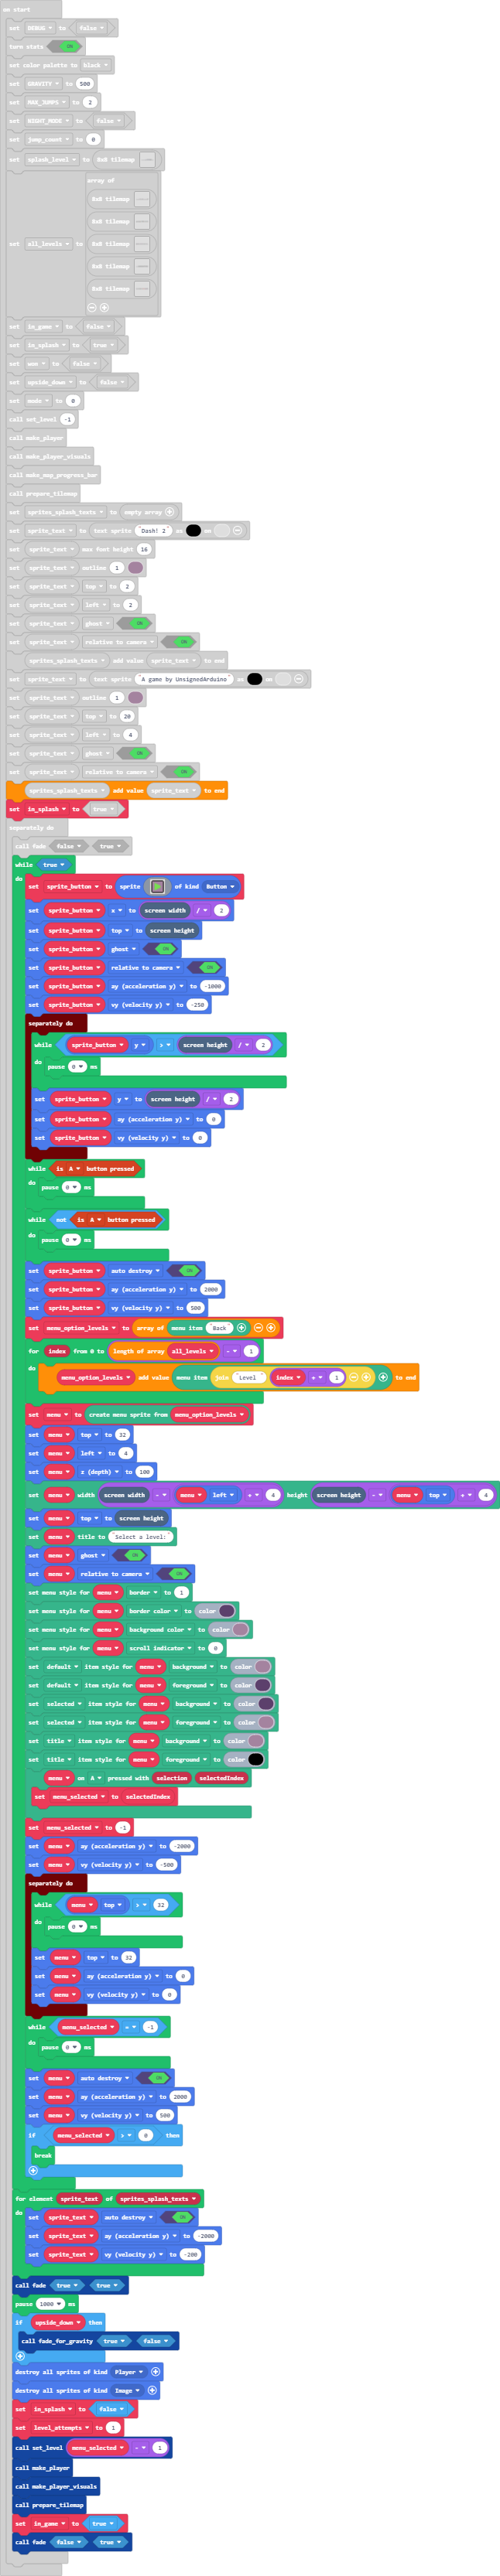 on start
set DEBUG to false
turn stats ON
set color palette to black
set GRAVITY to 500
set MAX_JUMPS to 2
set NIGHT_MODE to false
set jump_count to 0
set splash_level to 8x8 tilemap
array of
8x8 tilemap
8x8 tilemap
set all_levels to 8x8 tilemap
8x8 tilemap
8x8 tilemap
set in_game to false
set in_splash to true
set won to false
set upside_down to false
set mode to 0
call set_level -1
call make_player
call make_player_visuals
call make_map_progress_bar
call prepare_tilemap
set sprites_splash_texts to empty array
set sprite_text to text sprite "Dash! 2" as on
set sprite_text max font height 16
set sprite_text outline 1
set sprite_text top to 2
set sprite_text left to 2
set sprite_text ghost ON
set sprite_text relative to camera ON
sprites_splash_texts add value sprite_text to end
set sprite_text to text sprite "A game by UnsignedArduino" as on
set sprite_text outline 1
set sprite_text top to 20
set sprite_text left to 4
set sprite_text ghost ON
set sprite_text relative to camera ON
sprites_splash_texts add value sprite_text to end
set in_splash to true
separately do
call fade false true
while true
do
set sprite_button to sprite of kind Button
set sprite_button x to screen width / 2
set sprite_button top to screen height
set sprite_button ghost ON
set sprite_button relative to camera ON
set sprite_button ay (acceleration y) to -1000
set sprite_button vy (velocity y) to -250
separately do
while sprite_button y > screen height / 2
do pause 0 ms
set sprite_button y to screen height / 2
set sprite_button ay (acceleration y) to 0
set sprite_button vy (velocity y) to 0
while is A button pressed
do pause 0 ms
while not is A button pressed
do pause 0 ms
set sprite_button auto destroy ON
set sprite_button ay (acceleration y) to 2000
set sprite_button vy (velocity y) to 500
set menu_option_levels to array of menu item "Back"
for index from 0 to length of array all_levels - 1
do menu_option_levels add value menu item join "Level " index + 1 to end
set menu to create menu sprite from menu_option_levels
set menu top to 32
set menu left to 4
set menu z (depth) to 100
set menu width screen width - menu left + 4 height screen height - menu top + 4
set menu top to screen height
set menu title to "Select a level:"
set menu ghost ON
set menu relative to camera ON
set menu style for menu border to 1
set menu style for menu border color to color
set menu style for menu background color to color
set menu style for menu scroll indicator to 0
set default item style for menu background to color
set default item style for menu foreground to color
set selected item style for menu background to color
set selected item style for menu foreground to color
set title item style for menu background to color
set title item style for menu foreground to color
menu on A pressed with selection selectedIndex
set menu_selected to selectedIndex
set menu_selected to -1
set menu ay (acceleration y) to -2000
set menu vy (velocity y) to -500
separately do
while menu top > 32
do pause 0 ms
set menu top to 32
set menu ay (acceleration y) to 0
set menu vy (velocity y) to 0
while menu_selected = -1
do pause 0 ms
set menu auto destroy ON
set menu ay (acceleration y) to 2000
set menu vy (velocity y) to 500
if menu_selected > 0 then
break
for element sprite_text of sprites_splash_texts
do set sprite_text auto destroy ON
set sprite_text ay (acceleration y) to -2000
set sprite_text vy (velocity y) to -200
call fade true true
pause 1000 ms
if upside_down then
call fade_for_gravity true false
destroy all sprites of kind Player
destroy all sprites of kind Image
set in_splash to false
set level_attempts to 1
call set_level menu_selected - 1
call make_player
call make_player_visuals
call prepare_tilemap
set in_game to true
call fade false true